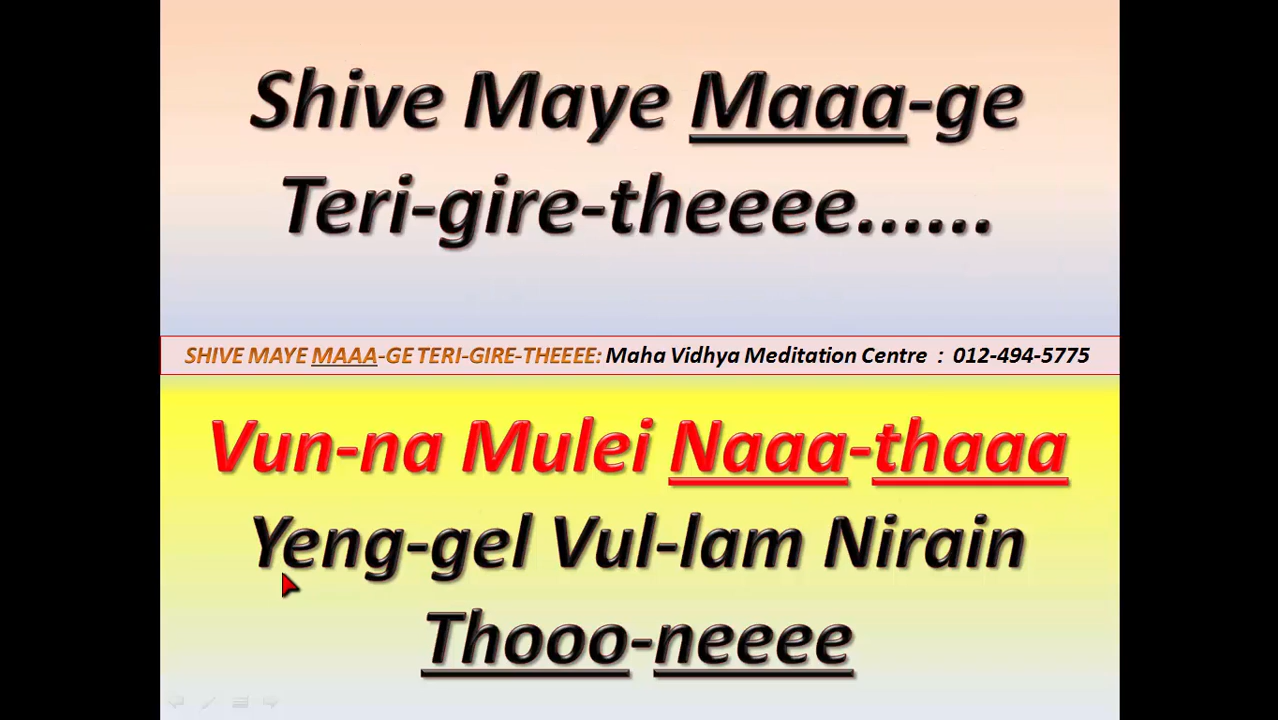 Shive Maye Maaa-ge
Teri-gire-theeee......
SHIVE MAYE MAAA-GE TERI-GIRE-THEEEE: Maha Vidhya Meditation Centre : 012-494-5775
Vun-na Mulei Naaa-thaaa
Yeng-gel Vul-lam Nirain
Thooo-neeee